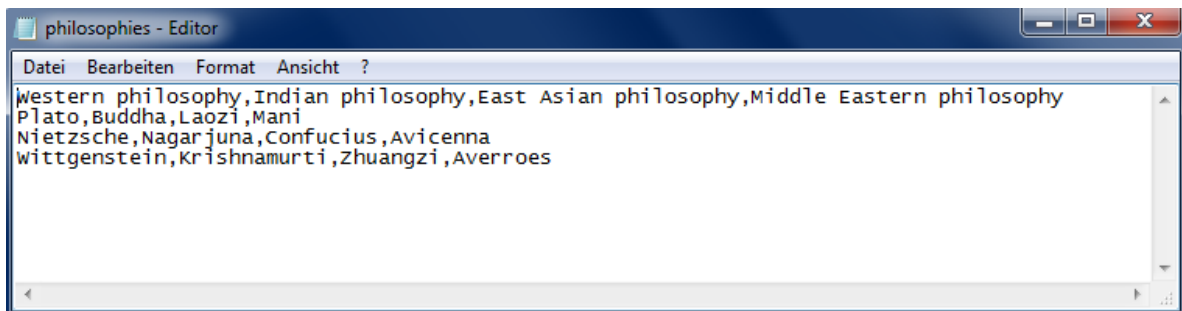 philosophies - Editor
Datei Bearbeiten Format Ansicht ?
Western philosophy,Indian philosophy,East Asian philosophy,Middle Eastern philosophy
Plato,Buddha,Laozi,Mani
Nietzsche,Nagarjuna,Confucius,Avicenna
Wittgenstein,Krishnamurti,Zhuangzi,Averroes